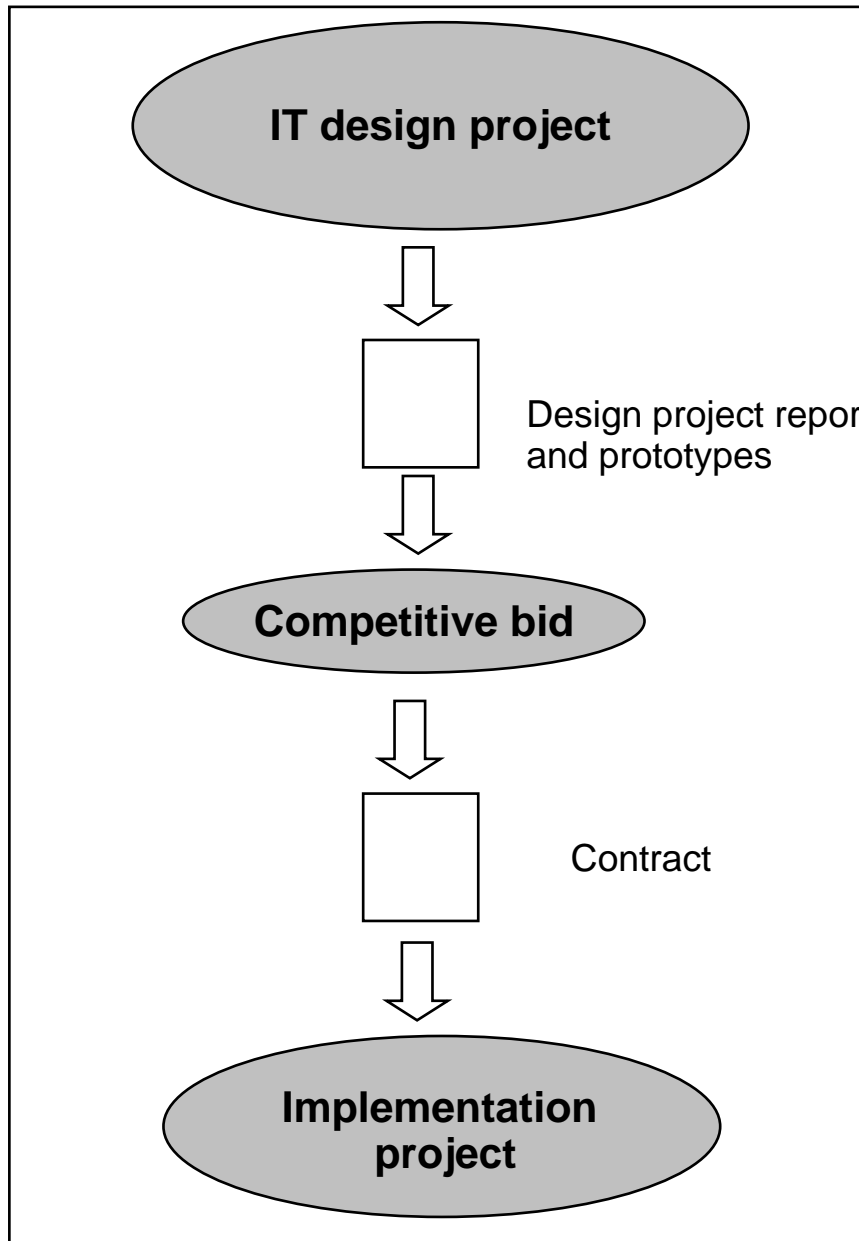 IT design project
Design project repor
and prototypes
Competitive bid
Contract
Implementation
project